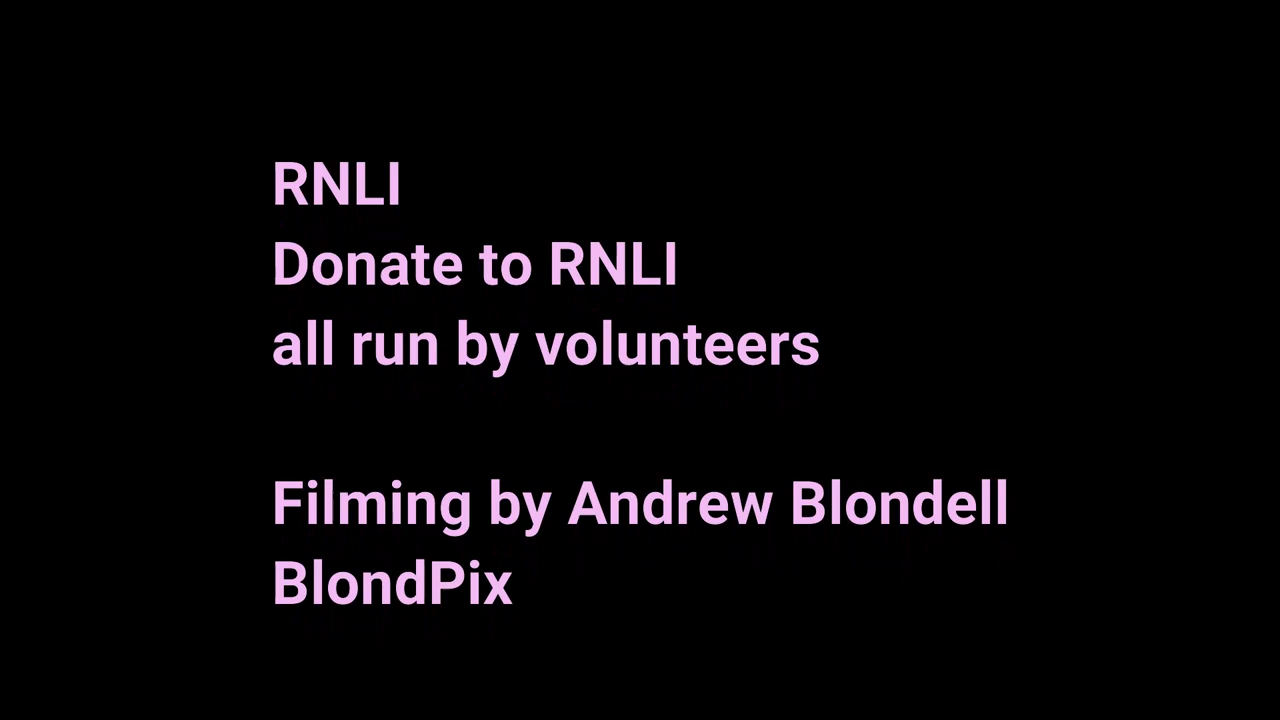 RNLI
Donate to RNLI
all run by volunteers
Filming by Andrew Blondell
BlondPix